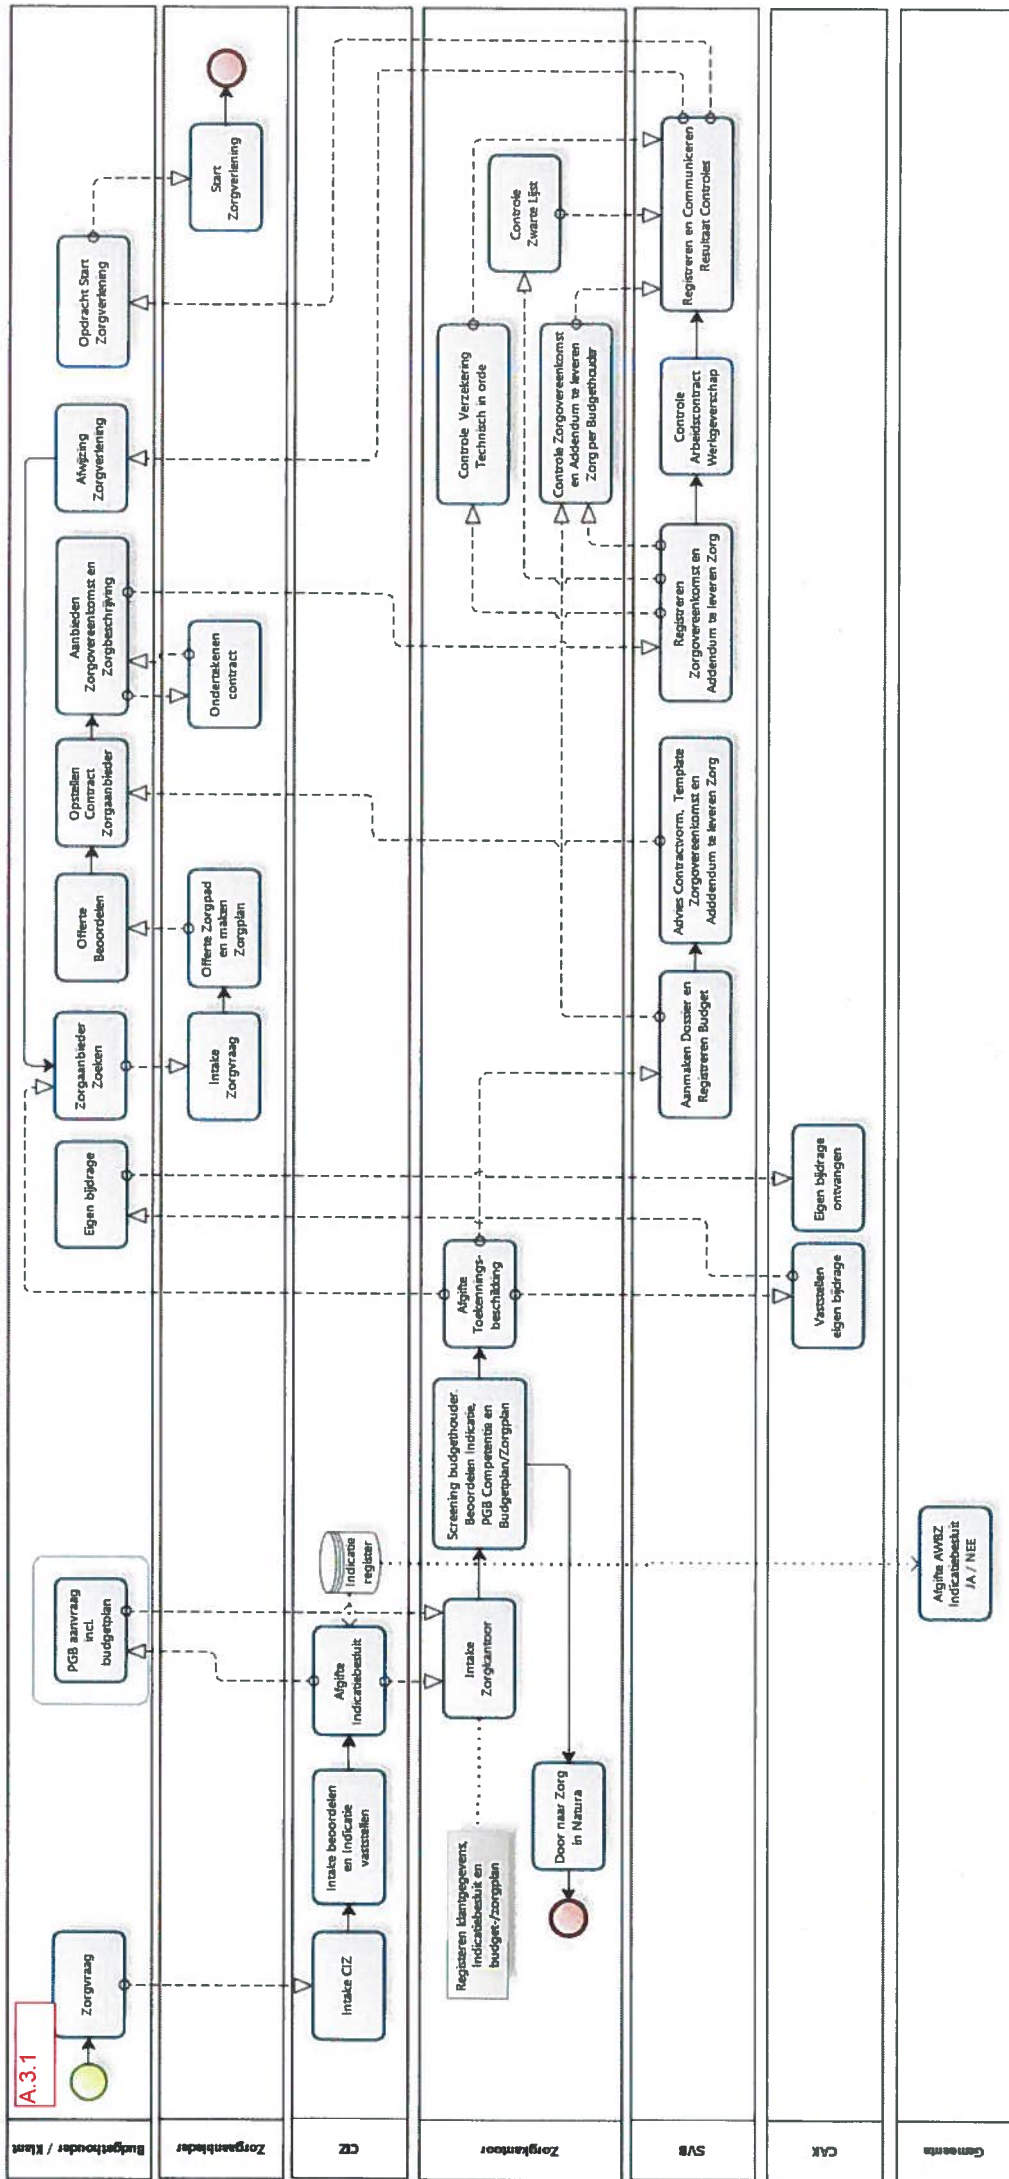 A.3.1
Budgethouder / Klant
Zorgvraag
PGB aanvraag
incl.
budgetplan
Eigen bijdrage
Zorgaanbieder
Zoeken
Offerte
Beoordelen
Opstellen
Contract
Zorgaanbieder
Aanbieden
Zorgovereenkomst en
Zorgbeschrijving
Afwijzing
Zorgverlening
Opdracht Start
Zorgverlening
Zorgaanbieder
Intake
Zorgvraag
Offerte Zorgpad
en maken
Zorgplan
Ondertekenen
contract
Start
Zorgverlening
CIZ
Intake CIZ
Intake beoordelen
en Indicatie
vaststellen
Afgifte
Indicatiebesluit
Indicatie
register
Zorgkantoor
Registeren klantgegevens,
Indicatiebesluit en
budget-/zorgplan
Door naar Zorg
in Natura
Intake
Zorgkantoor
Screening budgethouder.
Beoordelen Indicatie,
PGB Competentie en
Budgetplan/Zorgplan
Afgifte
Toekennings-
beschikking
Controle Verzekering
Technisch in orde
Controle Zorgovereenkomst
en Addendum te leveren
Zorg per Budgethouder
Controle
Zwarte Lijst
SVB
Aanmaken Dossier en
Registreren Budget
Advies Contractvorm, Template
Zorgovereenkomst en
Adddendum te leveren Zorg
Registreren
Zorgovereenkomst en
Addendum te leveren Zorg
Controle
Arbeidscontract
Werkgeverschap
Registreren en Communiceren
Resultaat Controles
CAK
Vaststellen
eigen bijdrage
Eigen bijdrage
ontvangen
Gemeente
Afgifte AWBZ
Indicatiebesluit
JA / NEE